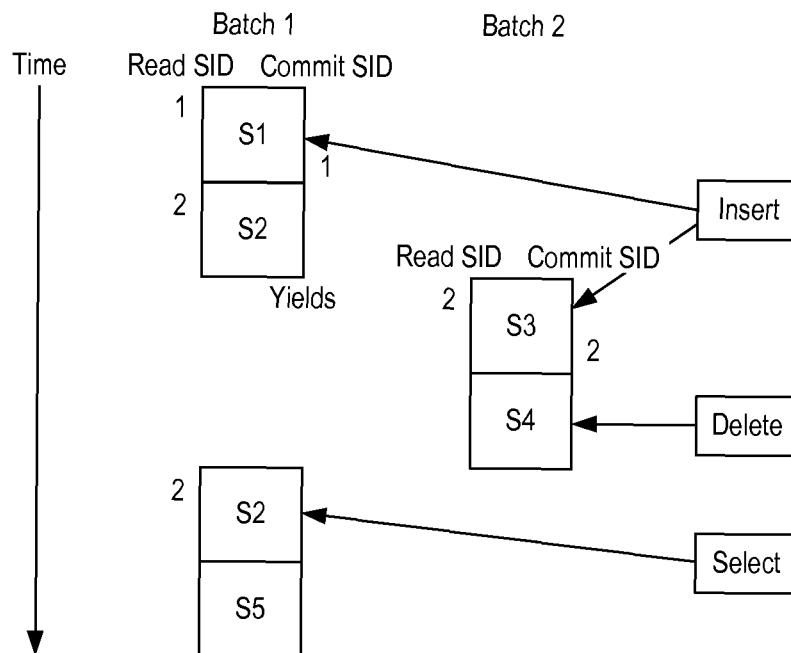 Batch 1
Batch 2
Time
Read SID
Commit SID
1
S1
1
2
S2
Insert
Read SID
Commit SID
Yields
2
S3
2
S4
Delete
2
S2
Select
S5